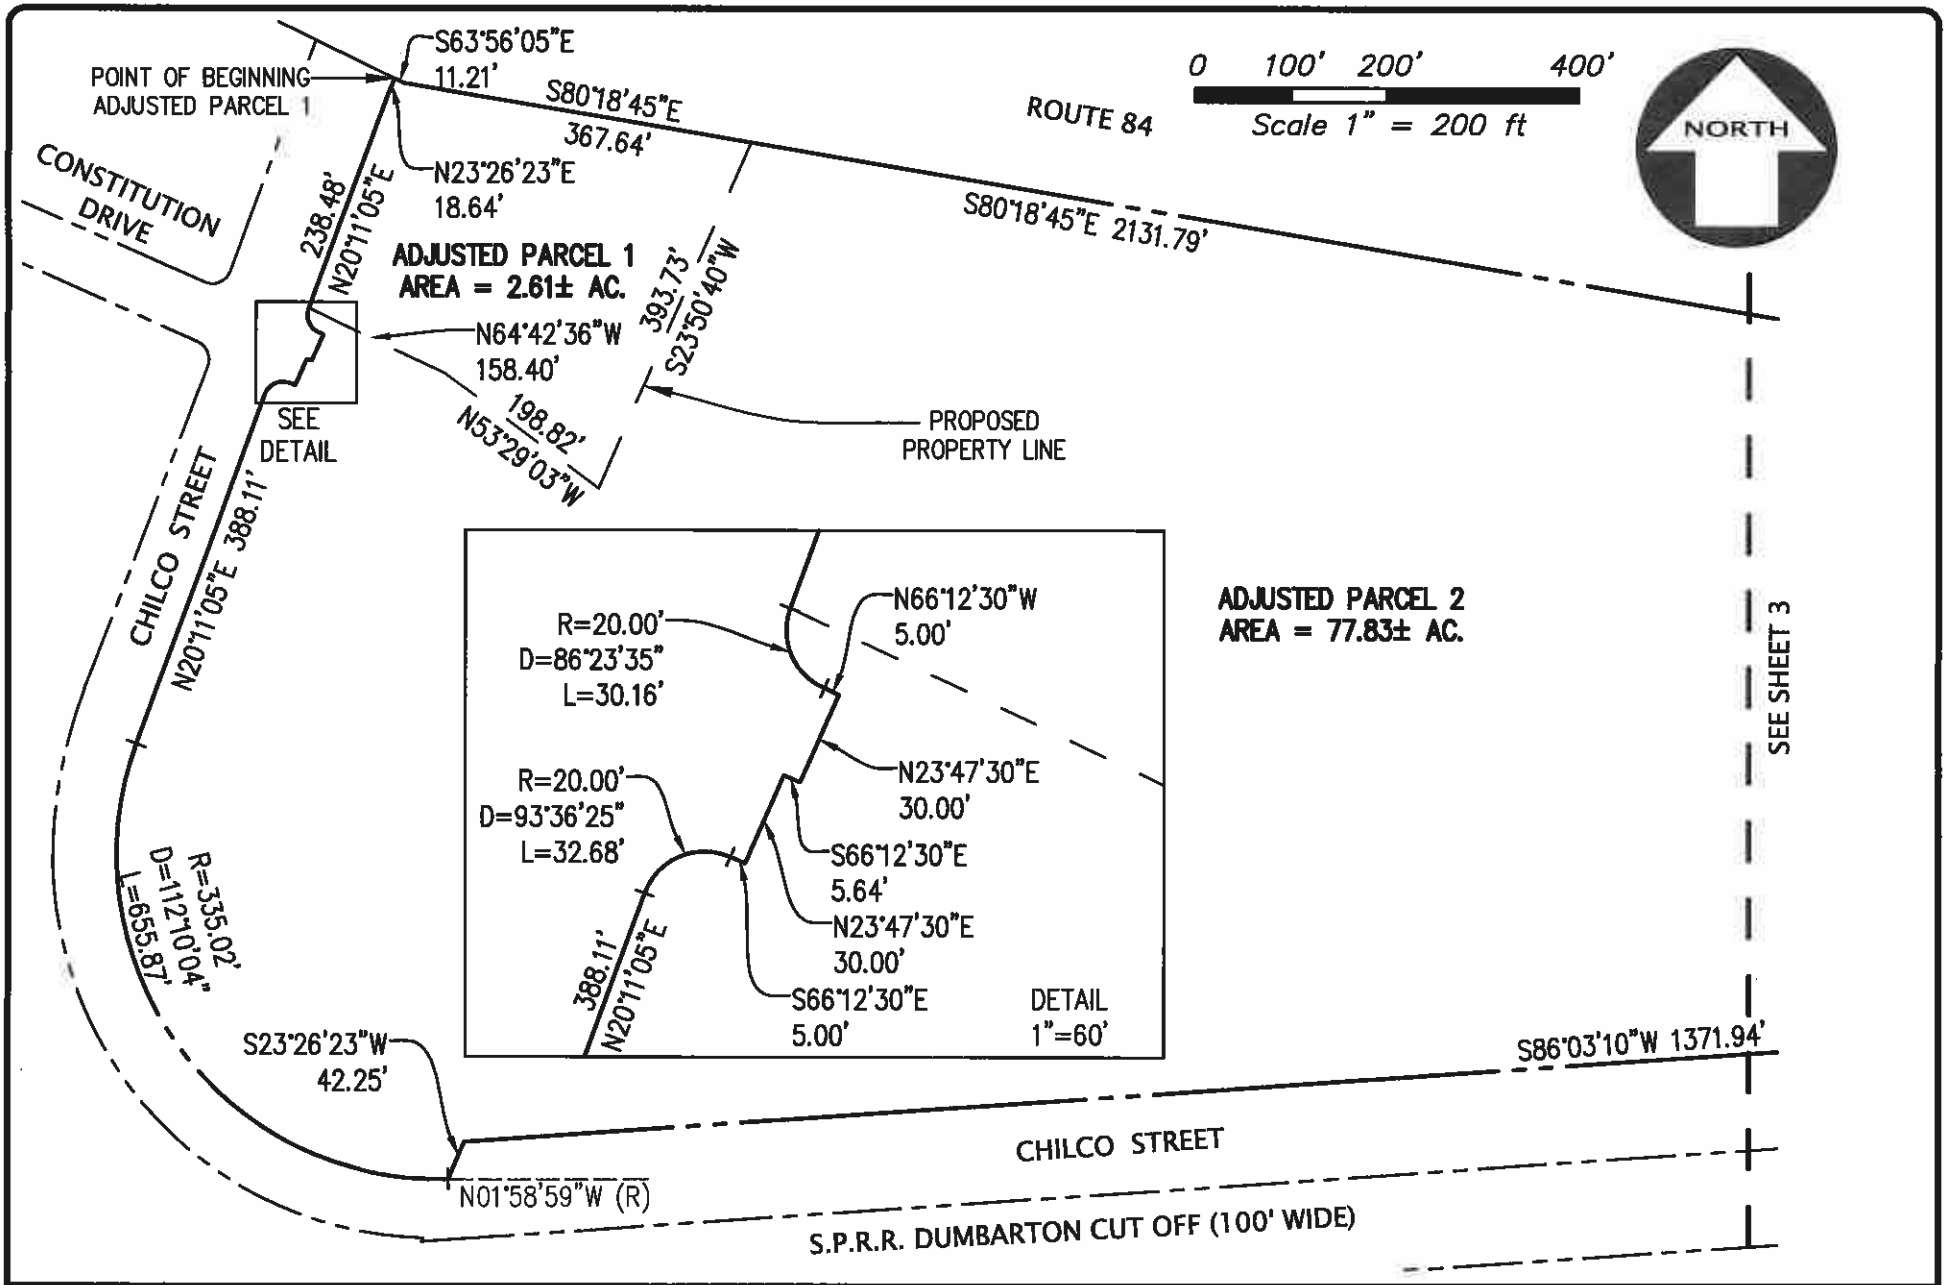 S63°56'05"E
11.21'
POINT OF BEGINNING
ADJUSTED PARCEL 1
S80°18'45"E
367.64'
ROUTE 84
0 100' 200' 400'
Scale 1" = 200 ft
NORTH
CONSTITUTION
DRIVE
N23°26'23"E
18.64'
238.48'
N20°11'05"E
S80°18'45"E 2131.79'
ADJUSTED PARCEL 1
AREA = 2.61± AC.
393.73'
S23°50'40"W
N64°42'36"W
158.40'
198.82'
N53°29'03"W
SEE
DETAIL
PROPOSED
PROPERTY LINE
CHILCO STREET
N20°11'05"E 388.11'
R=20.00'
D=86°23'35"
L=30.16'
N66°12'30"W
5.00'
R=20.00'
D=93°36'25"
L=32.68'
N23°47'30"E
30.00'
S66°12'30"E
5.64'
N23°47'30"E
30.00'
S66°12'30"E
5.00'
388.11'
N20°11'05"E
DETAIL
1"=60'
ADJUSTED PARCEL 2
AREA = 77.83± AC.
SEE SHEET 3
R=335.02'
D=112°10'04"
L=655.87'
S23°26'23"W
42.25'
S86°03'10"W 1371.94'
CHILCO STREET
N01°58'59"W (R)
S.P.R.R. DUMBARTON CUT OFF (100' WIDE)